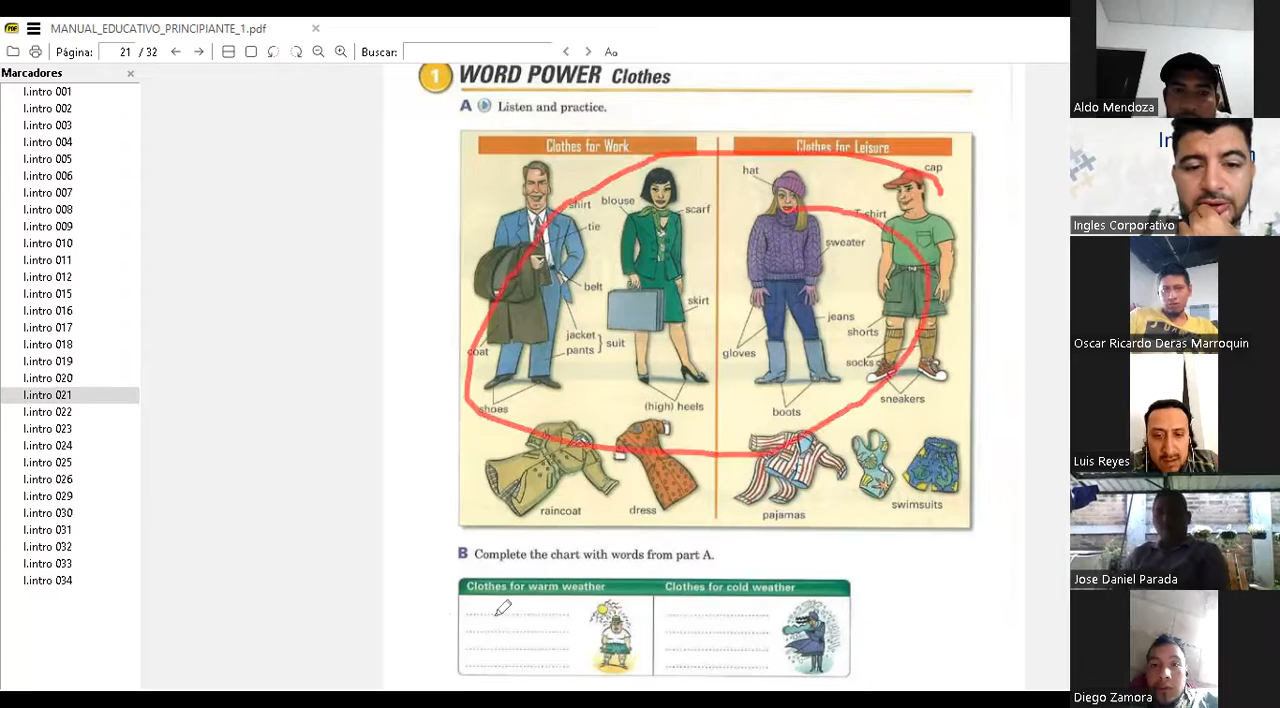 MANUAL_EDUCATIVO_PRINCIPIANTE_1.pdf
Página: 21 / 32
Buscar:
Aa
Marcadores
I.intro 001
I.intro 002
I.intro 003
I.intro 004
I.intro 005
I.intro 006
I.intro 007
I.intro 008
I.intro 009
I.intro 010
I.intro 011
I.intro 012
I.intro 015
I.intro 016
I.intro 017
I.intro 018
I.intro 019
I.intro 020
I.intro 021
I.intro 022
I.intro 023
I.intro 024
I.intro 025
I.intro 026
I.intro 029
I.intro 030
I.intro 031
I.intro 032
I.intro 033
I.intro 034
1 WORD POWER Clothes
A Listen and practice.
Clothes for Work
shirt
blouse
scarf
tie
belt
skirt
jacket
pants
suit
coat
shoes
(high) heels
raincoat
dress
Clothes for Leisure
hat
cap
T-shirt
sweater
jeans
shorts
gloves
socks
boots
sneakers
pajamas
swimsuits
B Complete the chart with words from part A.
Clothes for warm weather
Clothes for cold weather
Aldo Mendoza
Ingles Corporativo
Oscar Ricardo Deras Marroquin
Luis Reyes
Jose Daniel Parada
Diego Zamora